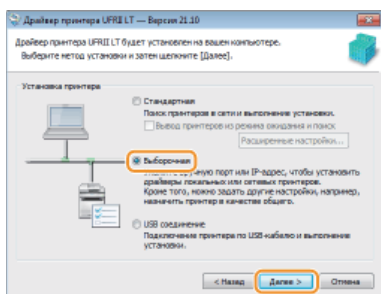 Драйвер принтера UFRII LT — Версия 21.10
Драйвер принтера UFRII LT будет установлен на вашем компьютере.
Выберите метод установки и затем щелкните [Далее].
Установка принтера
Стандартная
Поиск принтеров в сети и выполнение установки.
Вывод принтеров из режима ожидания и поиск
Расширенные настройки...
Выборочная
вручную порт или IP-адрес, чтобы установить
драйверы локальных или сетевых принтеров.
Кроме того, можно задать другие настройки, например,
назначить принтер в качестве общего.
USB соединение
Подключение принтера по USB-кабелю и выполнение
установки.
< Назад
Далее >
Отмена